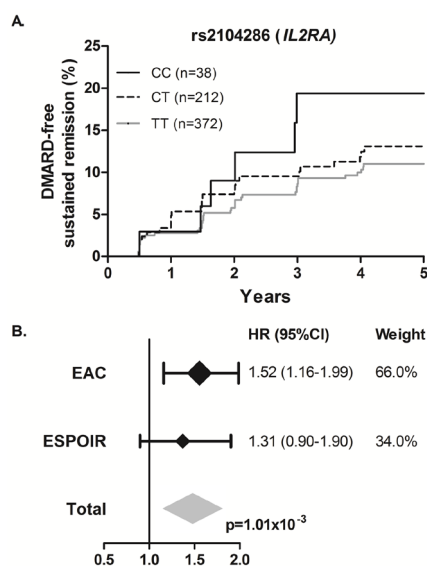 A.
rs2104286 (IL2RA)
DMARD-free
sustained remission (%)
25
20
15
10
5
0
CC (n=38)
CT (n=212)
TT (n=372)
0 1 2 3 4 5
Years
B.
HR (95%CI) Weight
EAC 1.52 (1.16-1.99) 66.0%
ESPOIR 1.31 (0.90-1.90) 34.0%
Total
p=1.01x10⁻³
0.5 1.0 1.5 2.0